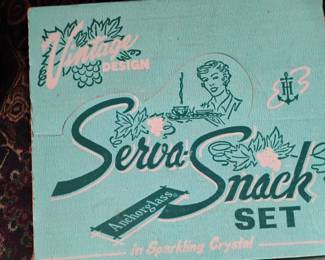 Vintage
DESIGN
Serva-
Snack
SET
Anchorglass
in Sparkling Crystal